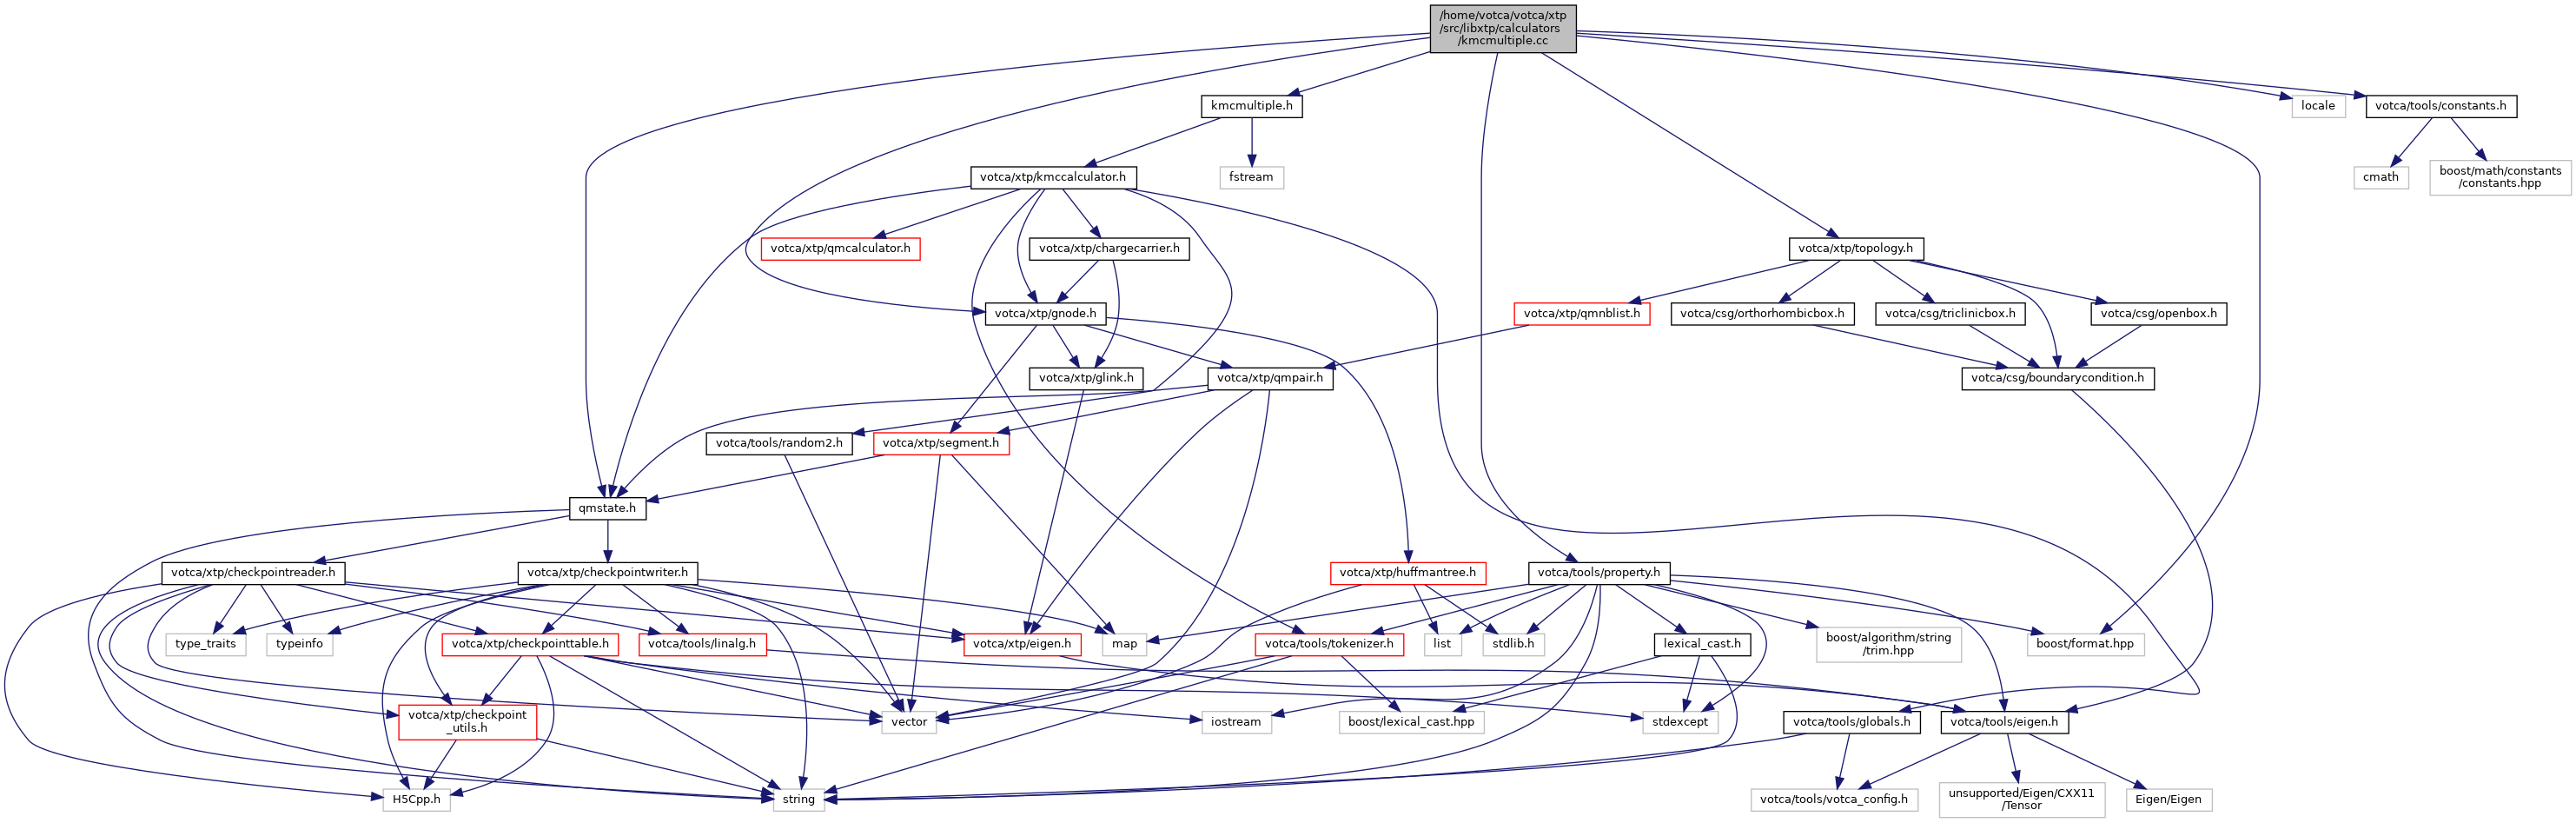 /home/votca/votca/xtp
/src/libxtp/calculators
/kmcmultiple.cc
kmcmultiple.h
locale
votca/tools/constants.h
votca/xtp/kmccalculator.h
fstream
cmath
boost/math/constants
/constants.hpp
votca/xtp/qmcalculator.h
votca/xtp/chargecarrier.h
votca/xtp/topology.h
votca/xtp/gnode.h
votca/xtp/qmnblist.h
votca/csg/orthorhombicbox.h
votca/csg/triclinicbox.h
votca/csg/openbox.h
votca/xtp/glink.h
votca/xtp/qmpair.h
votca/csg/boundarycondition.h
votca/tools/random2.h
votca/xtp/segment.h
qmstate.h
votca/xtp/checkpointreader.h
votca/xtp/checkpointwriter.h
votca/xtp/huffmantree.h
votca/tools/property.h
type_traits
typeinfo
votca/xtp/checkpointtable.h
votca/tools/linalg.h
votca/xtp/eigen.h
map
votca/tools/tokenizer.h
list
stdlib.h
lexical_cast.h
boost/algorithm/string
/trim.hpp
boost/format.hpp
votca/xtp/checkpoint
_utils.h
vector
iostream
boost/lexical_cast.hpp
stdexcept
votca/tools/globals.h
votca/tools/eigen.h
H5Cpp.h
string
votca/tools/votca_config.h
unsupported/Eigen/CXX11
/Tensor
Eigen/Eigen